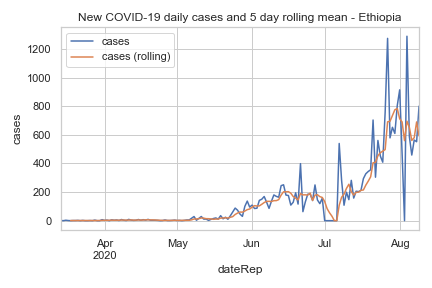 New COVID-19 daily cases and 5 day rolling mean - Ethiopia
cases
cases (rolling)
1200
1000
800
600
400
200
0
cases
Apr
2020
May
Jun
Jul
Aug
dateRep